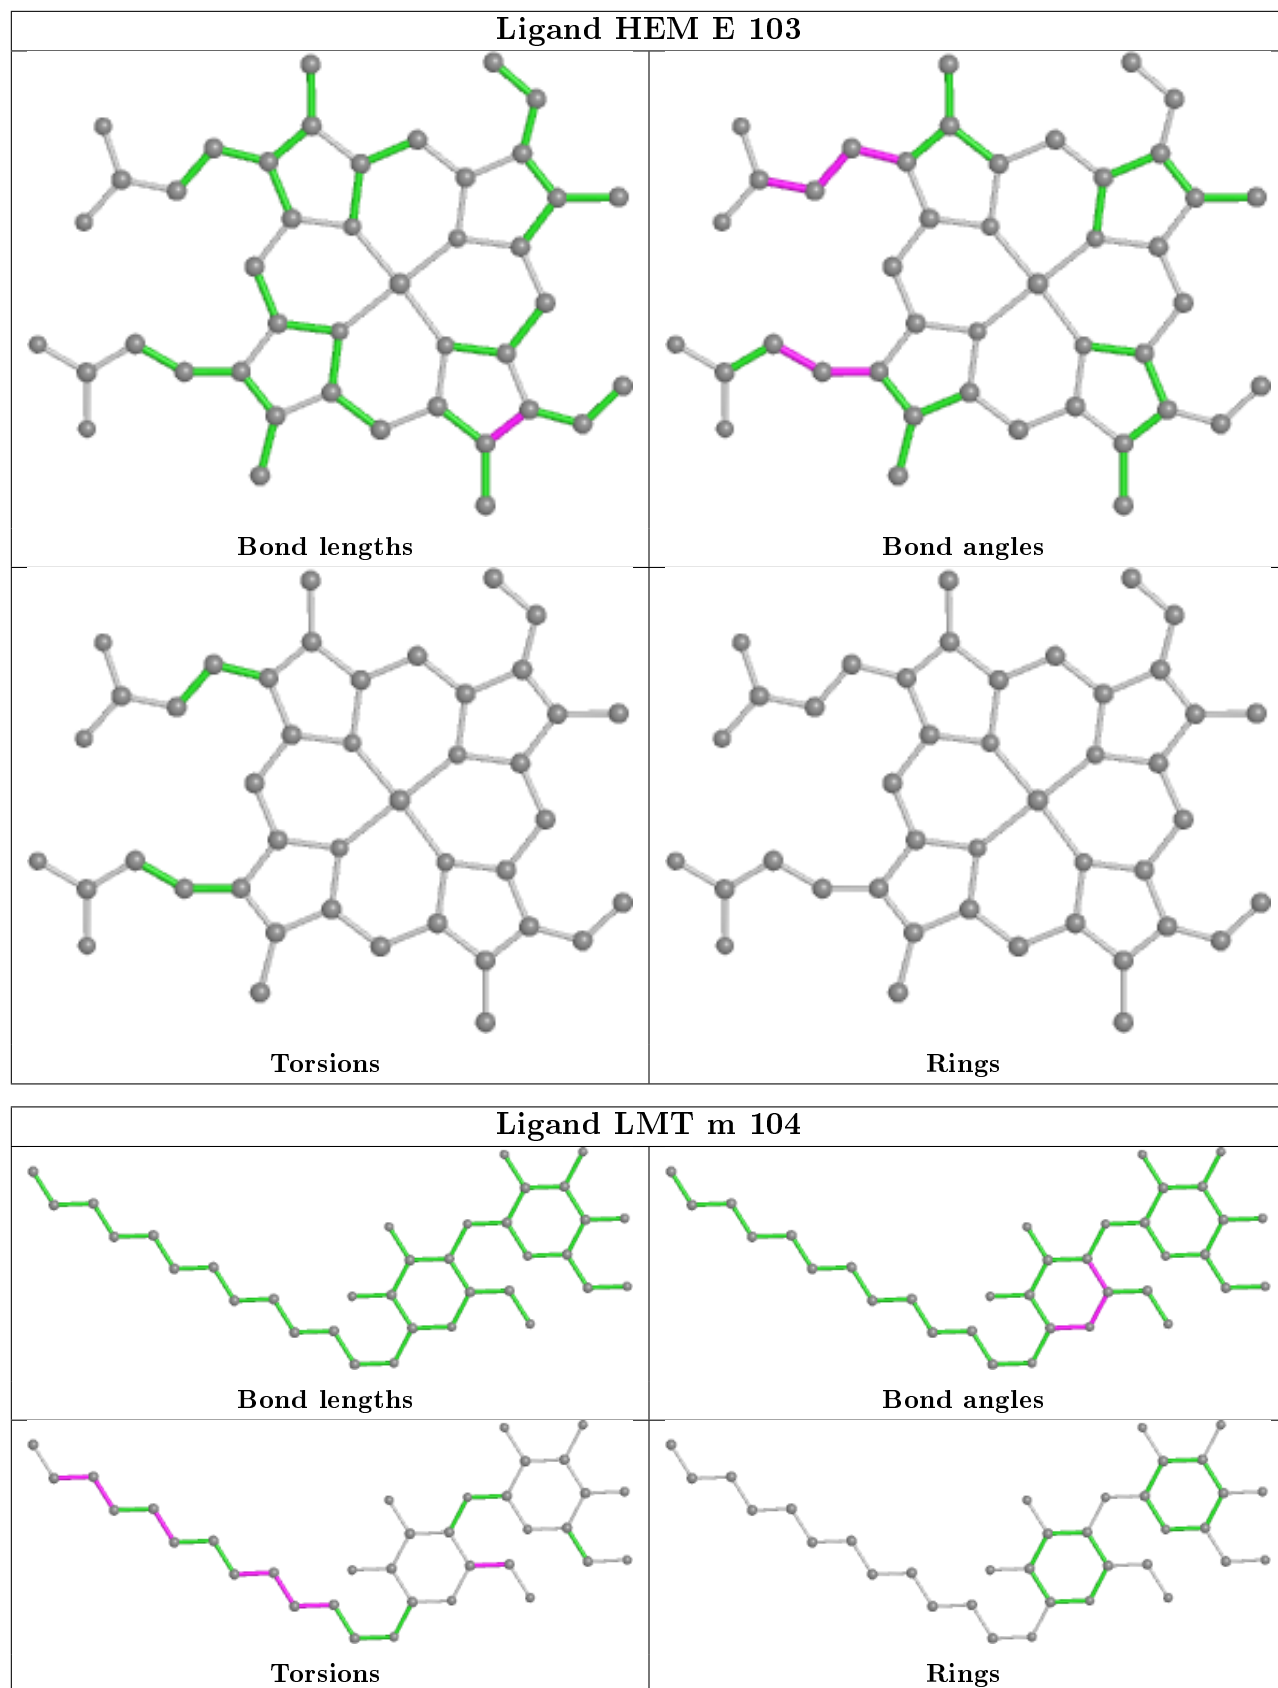 Ligand HEM E 103
Bond lengths
Bond angles
Torsions
Rings
Ligand LMT m 104
Bond lengths
Bond angles
Torsions
Rings